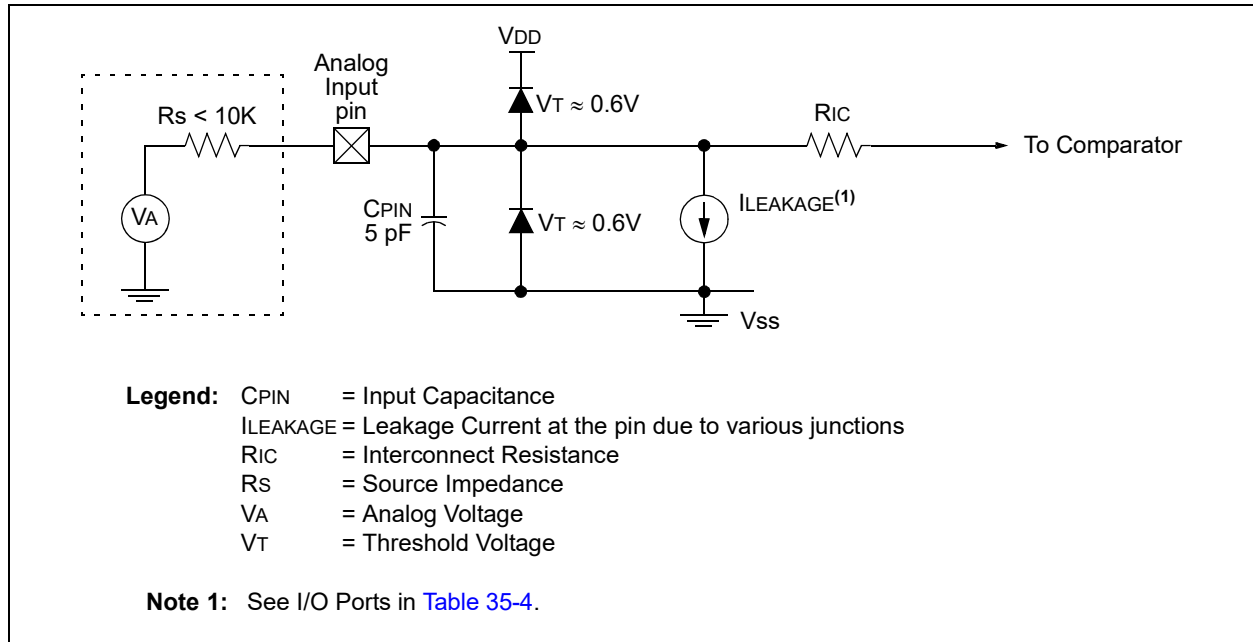 VDD
Analog
Input
pin
Rs < 10K
VT ≈ 0.6V
RIC
To Comparator
VA
CPIN
5 pF
VT ≈ 0.6V
ILEAKAGE(1)
Vss
Legend: CPIN = Input Capacitance
ILEAKAGE = Leakage Current at the pin due to various junctions
RIC = Interconnect Resistance
RS = Source Impedance
VA = Analog Voltage
VT = Threshold Voltage
Note 1: See I/O Ports in Table 35-4.